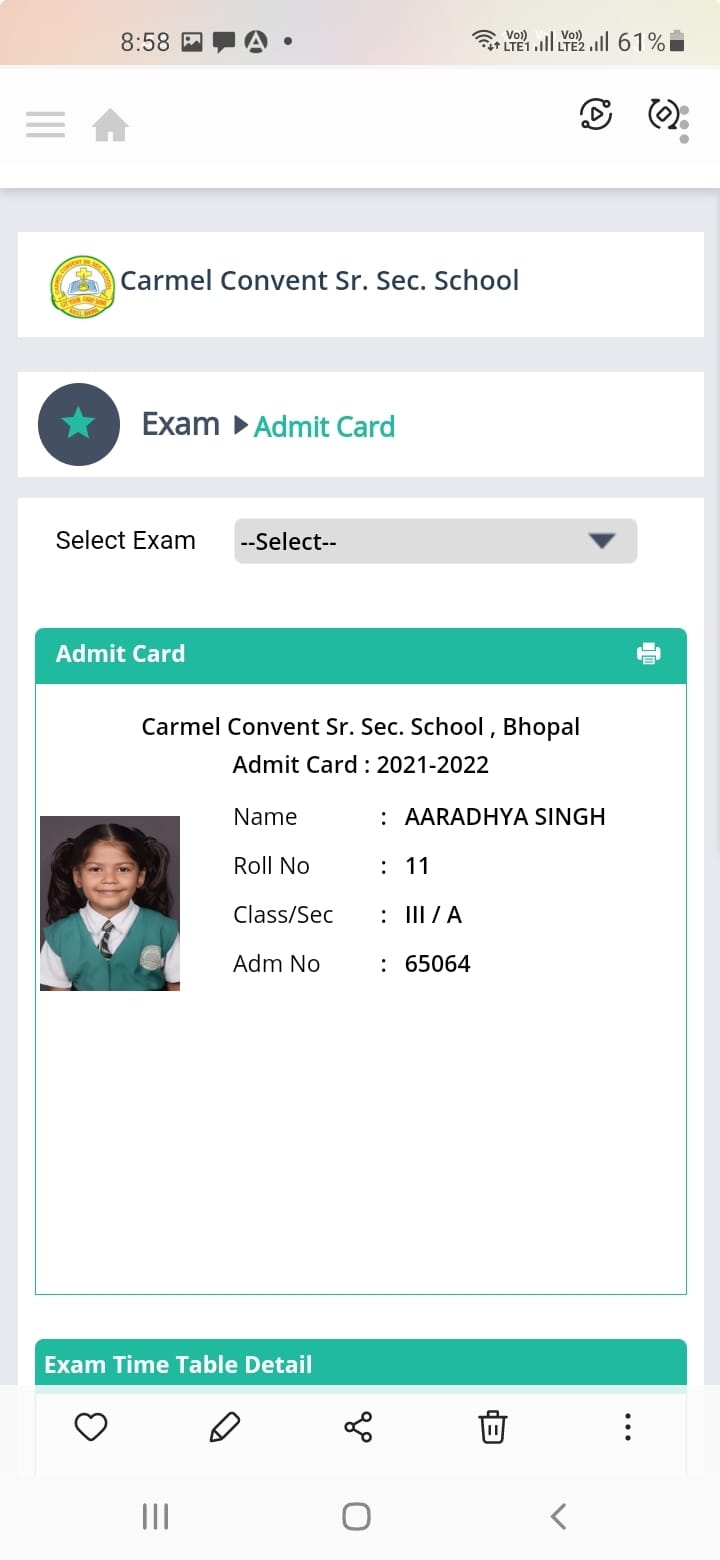 8:58 Vo)) LTE1 Vo)) LTE2 61%
Carmel Convent Sr. Sec. School
Exam Admit Card
Select Exam --Select--
Admit Card
Carmel Convent Sr. Sec. School , Bhopal
Admit Card : 2021-2022
Name : AARADHYA SINGH
Roll No : 11
Class/Sec : III / A
Adm No : 65064
Exam Time Table Detail